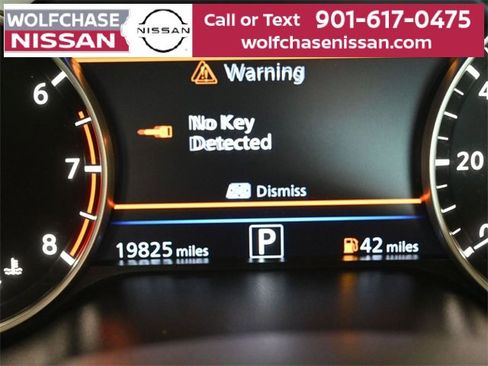 WOLFCHASE
NISSAN
NISSAN
Call or Text 901-617-0475
wolfchasenissan.com
Warning
No Key
Detected
Dismiss
6
7
8
20
19825 miles
P
42 miles